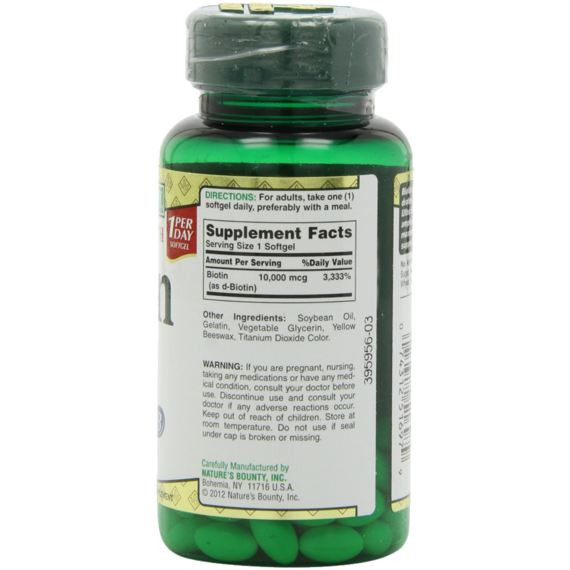 DIRECTIONS: For adults, take one (1)
softgel daily, preferably with a meal.
1 PER
DAY
SOFTGEL
Supplement Facts
Serving Size 1 Softgel
Amount Per Serving %Daily Value
Biotin 10,000 mcg 3,333%
(as d-Biotin)
Other Ingredients: Soybean Oil,
Gelatin, Vegetable Glycerin, Yellow
Beeswax, Titanium Dioxide Color.
395956-03
WARNING: If you are pregnant, nursing,
taking any medications or have any med-
ical condition, consult your doctor before
use. Discontinue use and consult your
doctor if any adverse reactions occur.
Keep out of reach of children. Store at
room temperature. Do not use if seal
under cap is broken or missing.
Carefully Manufactured by
NATURE'S BOUNTY, INC.
Bohemia, NY 11716 U.S.A.
© 2012 Nature's Bounty, Inc.